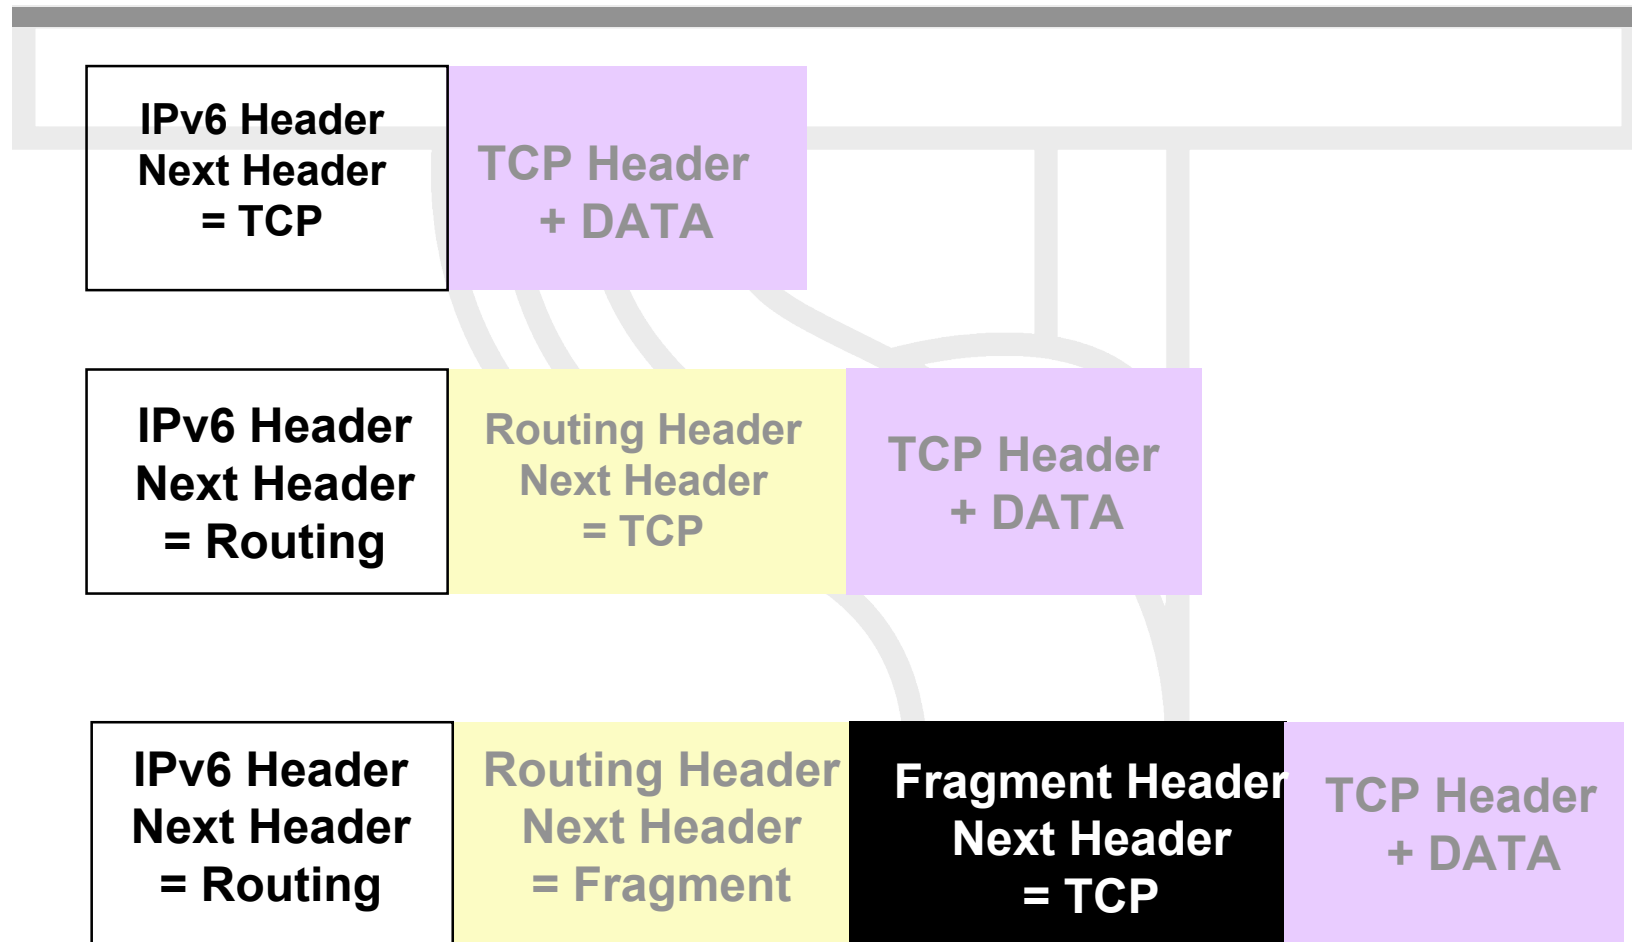 IPv6 Header
Next Header
= TCP
TCP Header
+ DATA
IPv6 Header
Next Header
= Routing
Routing Header
Next Header
= TCP
TCP Header
+ DATA
IPv6 Header
Next Header
= Routing
Routing Header
Next Header
= Fragment
Fragment Header
Next Header
= TCP
TCP Header
+ DATA